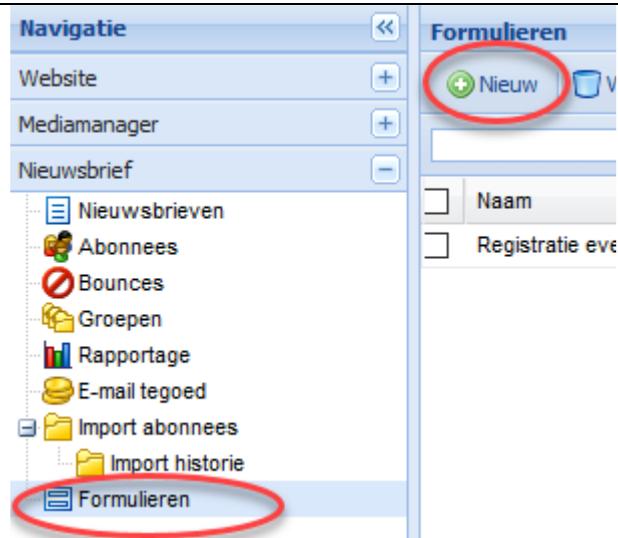 Navigatie
Website
Mediamanager
Nieuwsbrief
Nieuwsbrieven
Abonnees
Bounces
Groepen
Rapportage
E-mail tegoed
Import abonnees
Import historie
Formulieren
Formulieren
Nieuw
Naam
Registratie eve